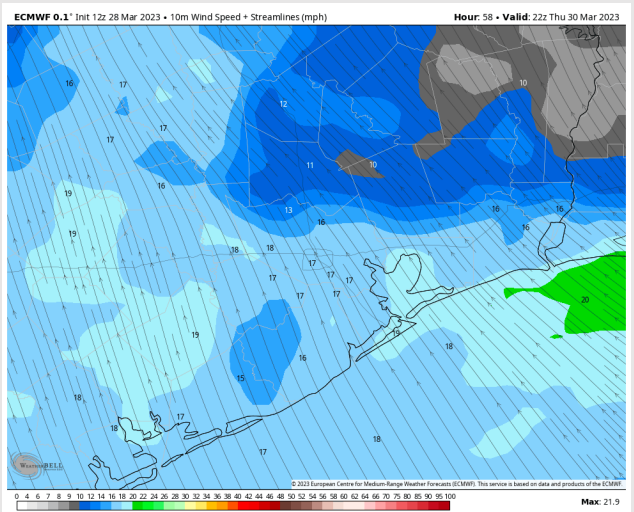 ECMWF 0.1° Init 12z 28 Mar 2023 • 10m Wind Speed + Streamlines (mph)
Hour: 58 • Valid: 22z Thu 30 Mar 2023
16 17 10
12
17 17
11 10
19 16
13 16 16 16
19 16
18 18
17
17 17 17
17 17
20
19 19
18
16
15
18
17
18
18
17
WEATHERBELL
© 2023 European Centre for Medium-Range Weather Forecasts (ECMWF). This service is based on data and products of the ECMWF.
0 4 6 7 8 9 10 12 14 16 18 20 21 22 24 26 28 30 31 32 34 36 38 40 42 44 46 48 50 52 54 56 58 60 62 64 66 68 70 75 80 85 90 95 100
Max: 21.9